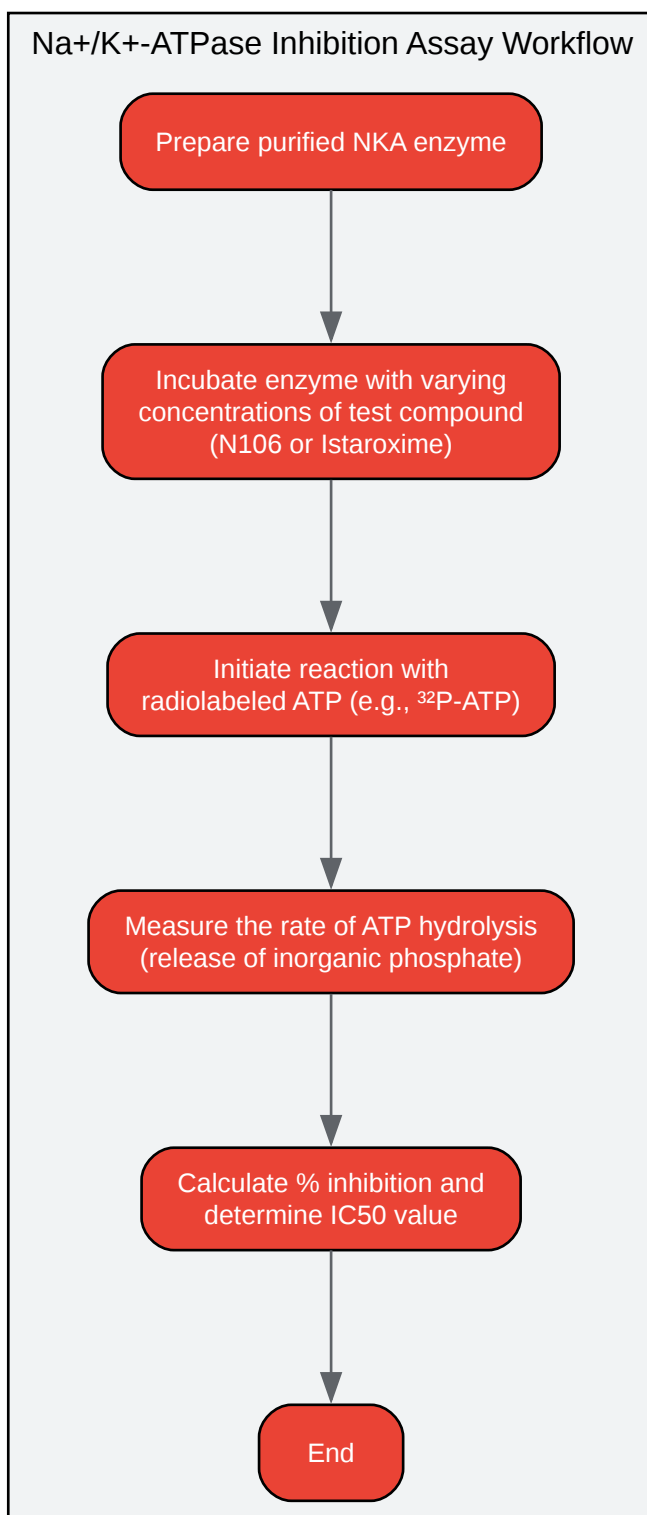 Na+/K+-ATPase Inhibition Assay Workflow
Prepare purified NKA enzyme
Incubate enzyme with varying
concentrations of test compound
(N106 or Istaroxime)
Initiate reaction with
radiolabeled ATP (e.g., ³²P-ATP)
Measure the rate of ATP hydrolysis
(release of inorganic phosphate)
Calculate % inhibition and
determine IC50 value
End